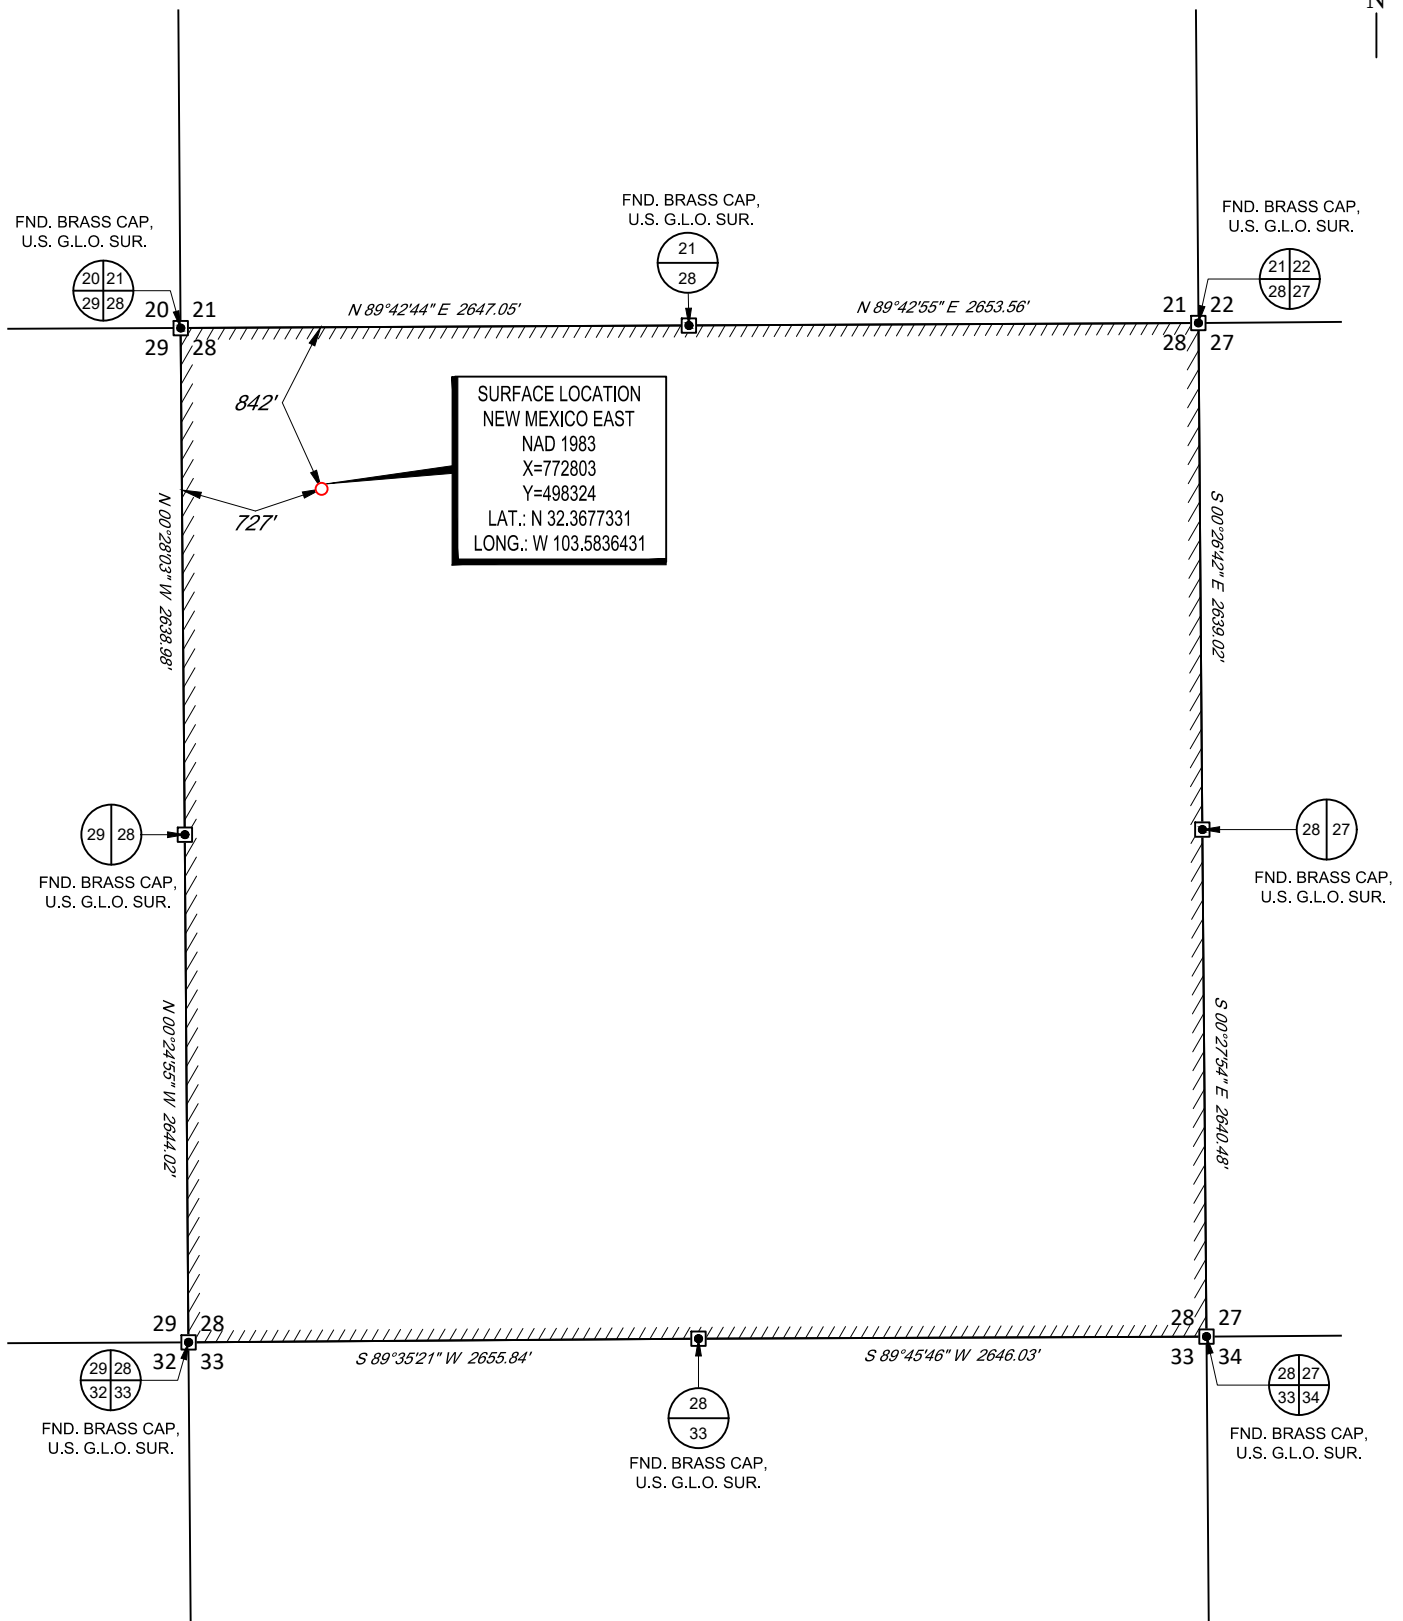 N
FND. BRASS CAP,
U.S. G.L.O. SUR.
20 21
29 28
FND. BRASS CAP,
U.S. G.L.O. SUR.
21
28
FND. BRASS CAP,
U.S. G.L.O. SUR.
21 22
28 27
20 21
29 28
N 89°42'44" E 2647.05'
N 89°42'55" E 2653.56'
21 22
28 27
842'
727'
SURFACE LOCATION
NEW MEXICO EAST
NAD 1983
X=772803
Y=498324
LAT.: N 32.3677331
LONG.: W 103.5836431
N 00°28'03" W 2638.98'
S 00°26'42" E 2639.02'
29 28
FND. BRASS CAP,
U.S. G.L.O. SUR.
28 27
FND. BRASS CAP,
U.S. G.L.O. SUR.
N 00°24'55" W 2644.02'
S 00°27'54" E 2640.48'
29 28
32 33
S 89°35'21" W 2655.84'
S 89°45'46" W 2646.03'
28 27
33 34
29 28
32 33
FND. BRASS CAP,
U.S. G.L.O. SUR.
28
33
FND. BRASS CAP,
U.S. G.L.O. SUR.
28 27
33 34
FND. BRASS CAP,
U.S. G.L.O. SUR.